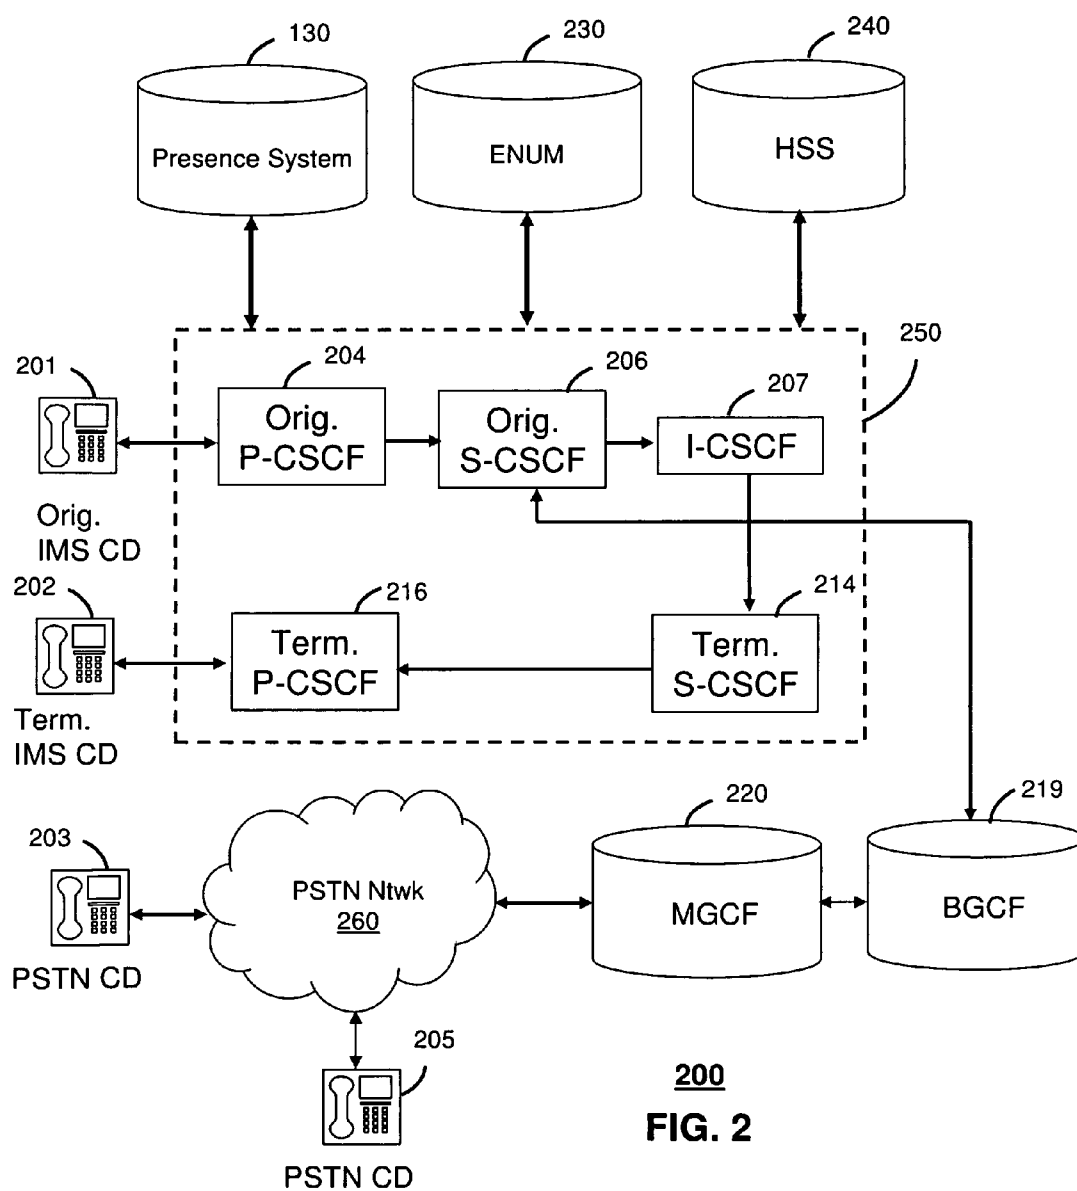 130
230
240
Presence System
ENUM
HSS
250
201
204
206
207
Orig.
P-CSCF
Orig.
S-CSCF
I-CSCF
Orig.
IMS CD
202
216
214
Term.
P-CSCF
Term.
S-CSCF
Term.
IMS CD
203
220
219
PSTN Ntwk
260
MGCF
BGCF
PSTN CD
205
PSTN CD
200
FIG. 2